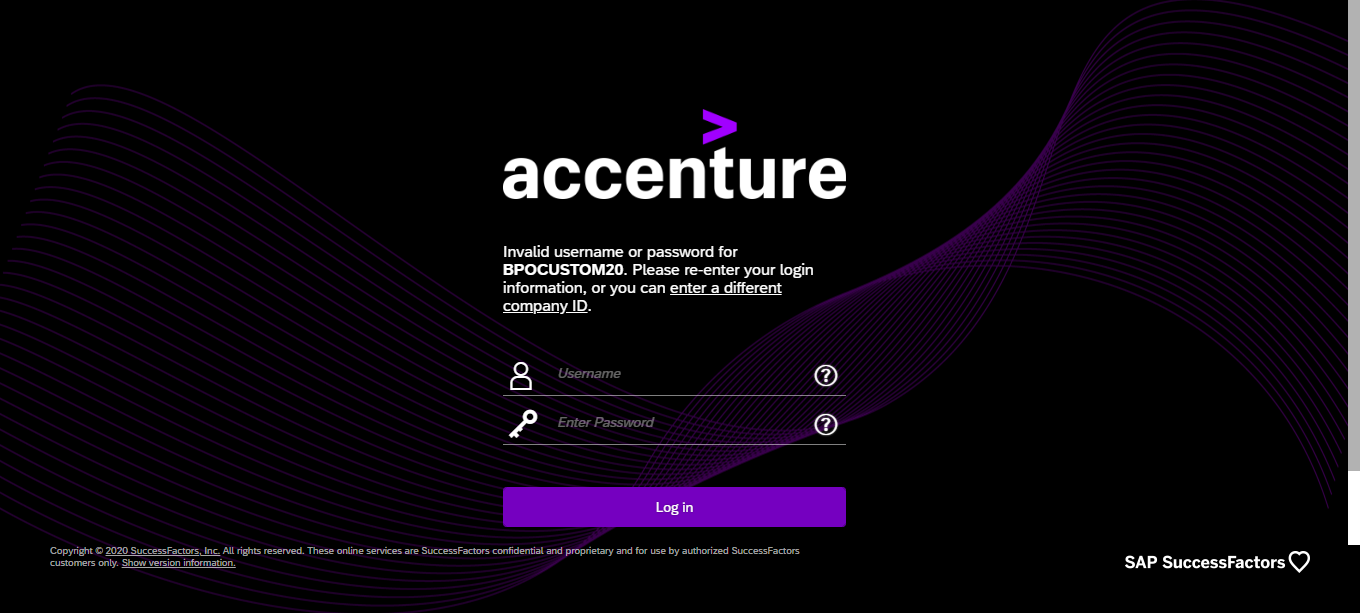 >
accenture
Invalid username or password for
BPOCUSTOM20. Please re-enter your login
information, or you can enter a different
company ID.
Username
?
Enter Password
?
Log in
Copyright © 2020 SuccessFactors, Inc. All rights reserved. These online services are SuccessFactors confidential and proprietary and for use by authorized SuccessFactors
customers only. Show version information.
SAP SuccessFactors